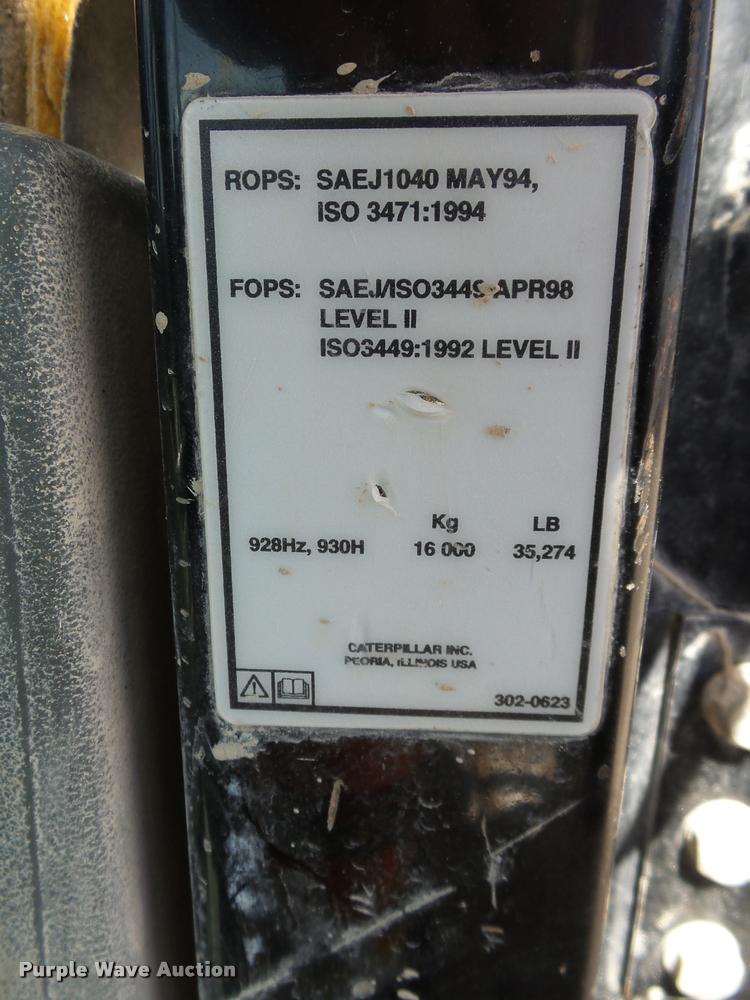 ROPS: SAEJ1040 MAY94,
ISO 3471:1994
FOPS: SAEJ/ISO3449 APR98
LEVEL II
ISO3449:1992 LEVEL II
Kg LB
928Hz, 930H 16 000 35,274
CATERPILLAR INC.
PEORIA, ILLINOIS USA
302-0623
Purple Wave Auction